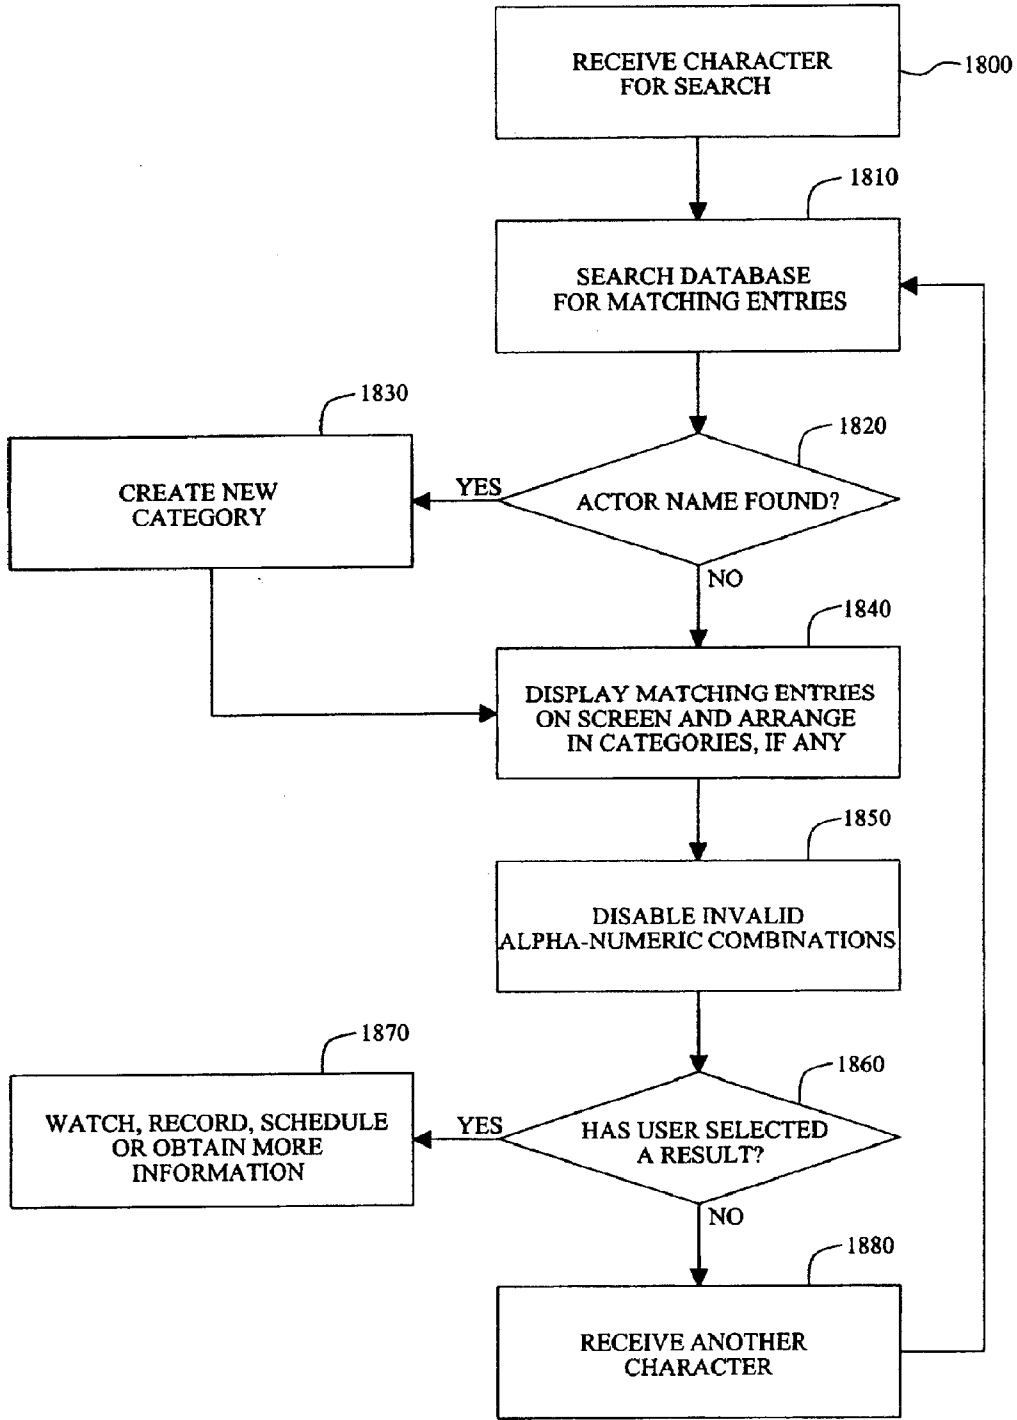 RECEIVE CHARACTER
FOR SEARCH
1800
1810
SEARCH DATABASE
FOR MATCHING ENTRIES
1830
1820
CREATE NEW
CATEGORY
YES
ACTOR NAME FOUND?
NO
1840
DISPLAY MATCHING ENTRIES
ON SCREEN AND ARRANGE
IN CATEGORIES, IF ANY
1850
DISABLE INVALID
ALPHA-NUMERIC COMBINATIONS
1870
1860
WATCH, RECORD, SCHEDULE
OR OBTAIN MORE
INFORMATION
YES
HAS USER SELECTED
A RESULT?
NO
1880
RECEIVE ANOTHER
CHARACTER